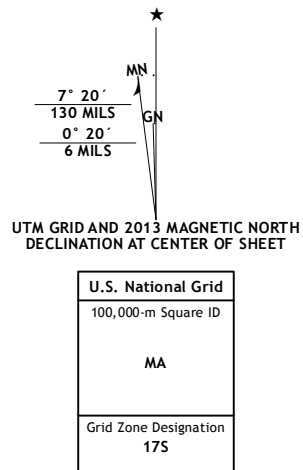 ★
MN
7° 20´
130 MILS
GN
0° 20´
6 MILS
UTM GRID AND 2013 MAGNETIC NORTH
DECLINATION AT CENTER OF SHEET
U.S. National Grid
100,000-m Square ID
MA
Grid Zone Designation
17S